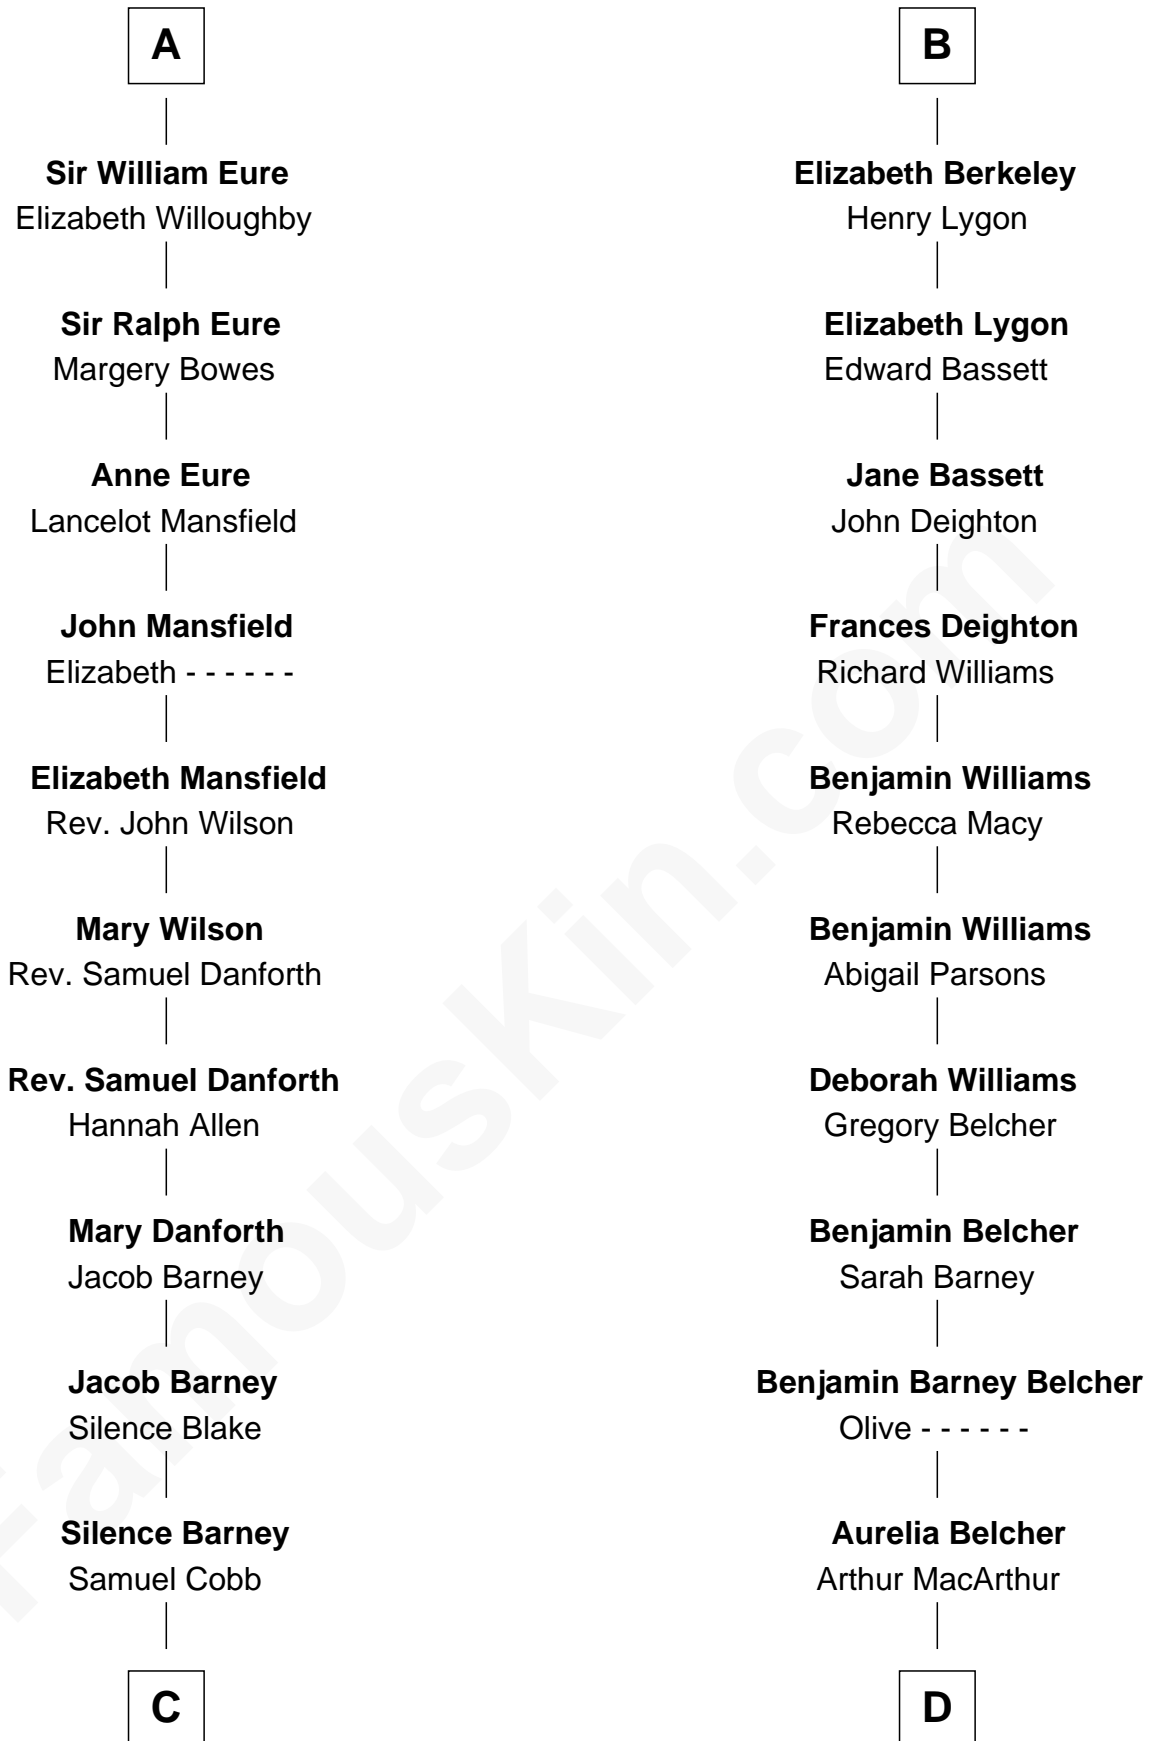 A
Sir William Eure
Elizabeth Willoughby
Sir Ralph Eure
Margery Bowes
Anne Eure
Lancelot Mansfield
John Mansfield
Elizabeth - - - - - -
Elizabeth Mansfield
Rev. John Wilson
Mary Wilson
Rev. Samuel Danforth
Rev. Samuel Danforth
Hannah Allen
Mary Danforth
Jacob Barney
Jacob Barney
Silence Blake
Silence Barney
Samuel Cobb
C
B
Elizabeth Berkeley
Henry Lygon
Elizabeth Lygon
Edward Bassett
Jane Bassett
John Deighton
Frances Deighton
Richard Williams
Benjamin Williams
Rebecca Macy
Benjamin Williams
Abigail Parsons
Deborah Williams
Gregory Belcher
Benjamin Belcher
Sarah Barney
Benjamin Barney Belcher
Olive - - - - - -
Aurelia Belcher
Arthur MacArthur
D
FamousKin.com